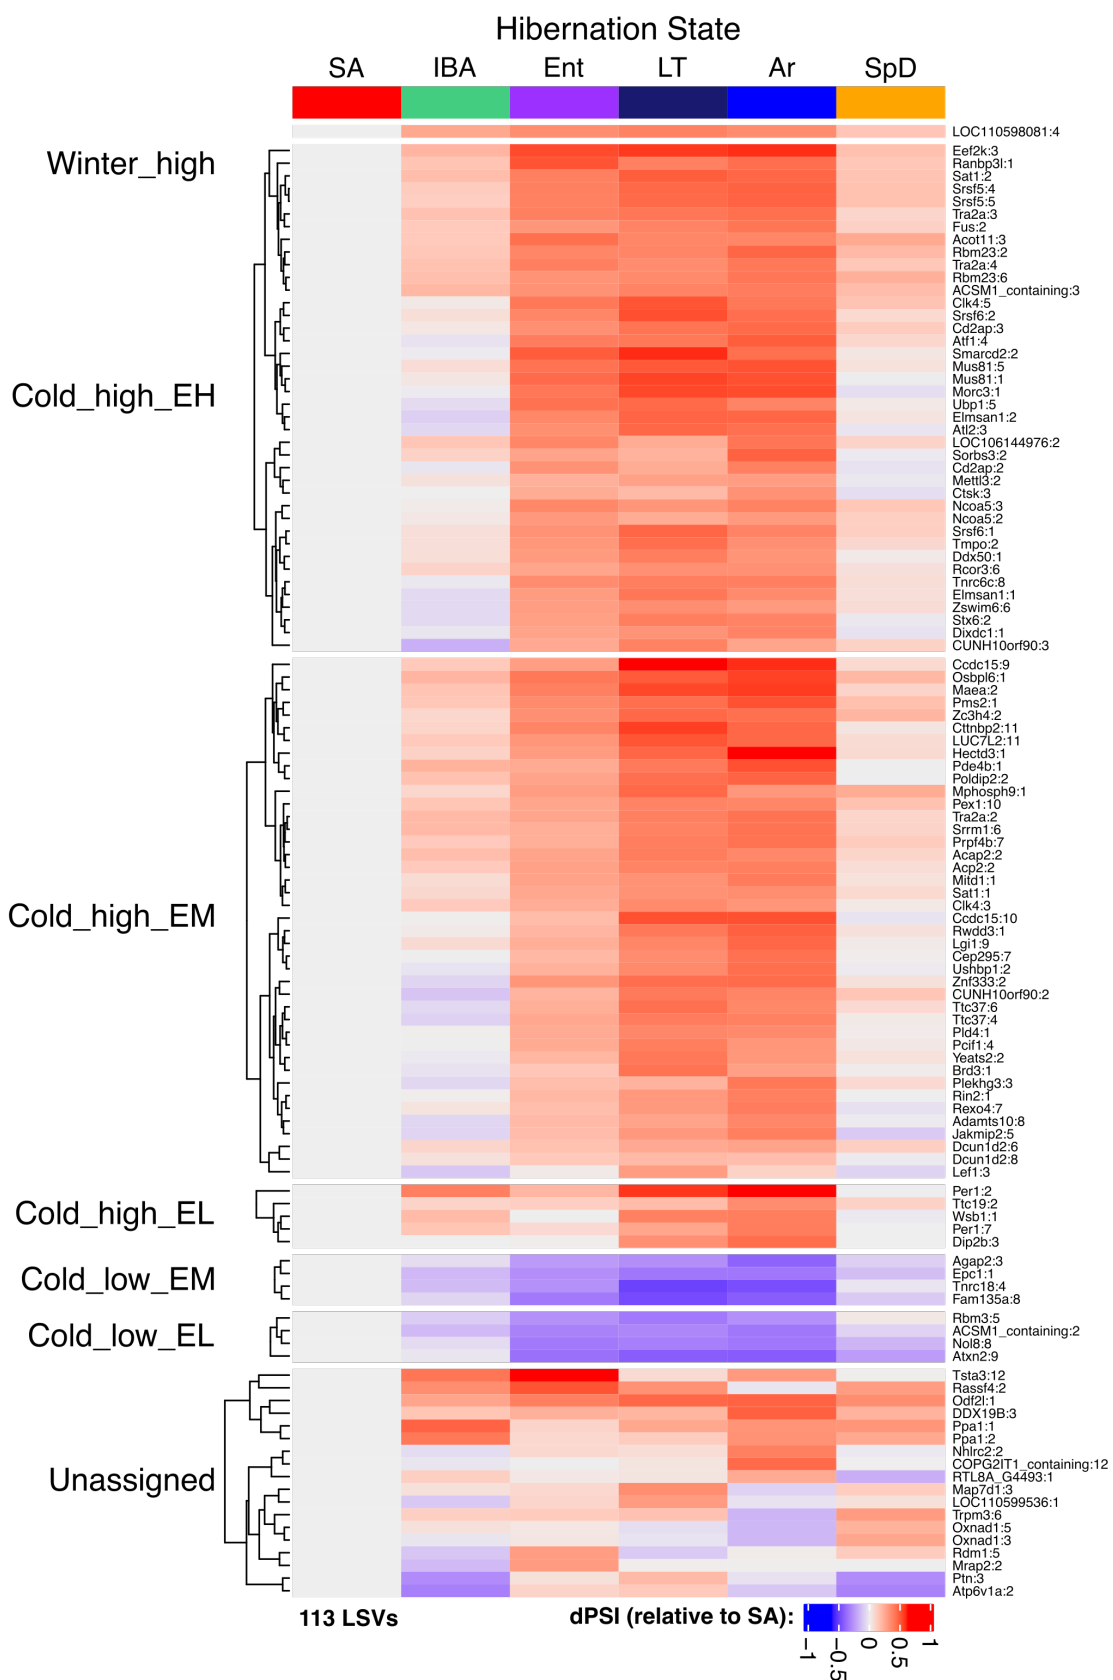 Hibernation State
SA IBA Ent LT Ar SpD
LOC110598081:4
Winter_high
Eef2k:3
Ranbp3l:1
Sat1:2
Srsf5:4
Srsf5:5
Tra2a:3
Fus:2
Acot11:3
Rbm23:2
Tra2a:4
Rbm23:6
ACSM1_containing:3
Clk4:5
Srsf6:2
Cd2ap:3
Atf1:4
Smarcd2:2
Mus81:5
Mus81:1
Cold_high_EH
Morc3:1
Ubp1:5
Elmsan1:2
Atl2:3
LOC106144976:2
Sorbs3:2
Cd2ap:2
Mettl3:2
Ctsk:3
Ncoa5:3
Ncoa5:2
Srsf6:1
Tmpo:2
Ddx50:1
Rcor3:6
Tnrc6c:8
Elmsan1:1
Zswim6:6
Stx6:2
Dixdc1:1
CUNH10orf90:3
Ccdc15:9
Osbpl6:1
Maea:2
Pms2:1
Zc3h4:2
Cttnbp2:11
LUC7L2:11
Hectd3:1
Pde4b:1
Poldip2:2
Mphosph9:1
Pex1:10
Tra2a:2
Srrm1:6
Prpf4b:7
Acap2:2
Acp2:2
Mitd1:1
Sat1:1
Clk4:3
Cold_high_EM
Ccdc15:10
Rwdd3:1
Lgi1:9
Cep295:7
Ushbp1:2
Znf333:2
CUNH10orf90:2
Ttc37:6
Ttc37:4
Pld4:1
Pcif1:4
Yeats2:2
Brd3:1
Plekhg3:3
Rin2:1
Rexo4:7
Adamts10:8
Jakmip2:5
Dcun1d2:6
Dcun1d2:8
Lef1:3
Per1:2
Ttc19:2
Cold_high_EL
Wsb1:1
Per1:7
Dip2b:3
Agap2:3
Epc1:1
Cold_low_EM
Tnrc18:4
Fam135a:8
Rbm3:5
ACSM1_containing:2
Cold_low_EL
Nol8:8
Atxn2:9
Tsta3:12
Rassf4:2
Odf2l:1
DDX19B:3
Ppa1:1
Ppa1:2
Nhlrc2:2
COPG2IT1_containing:12
RTL8A_G4493:1
Unassigned
Map7d1:3
LOC110599536:1
Trpm3:6
Oxnad1:5
Oxnad1:3
Rdm1:5
Mrap2:2
Ptn:3
Atp6v1a:2
113 LSVs
dPSI (relative to SA):
−1 −0.5 0 0.5 1